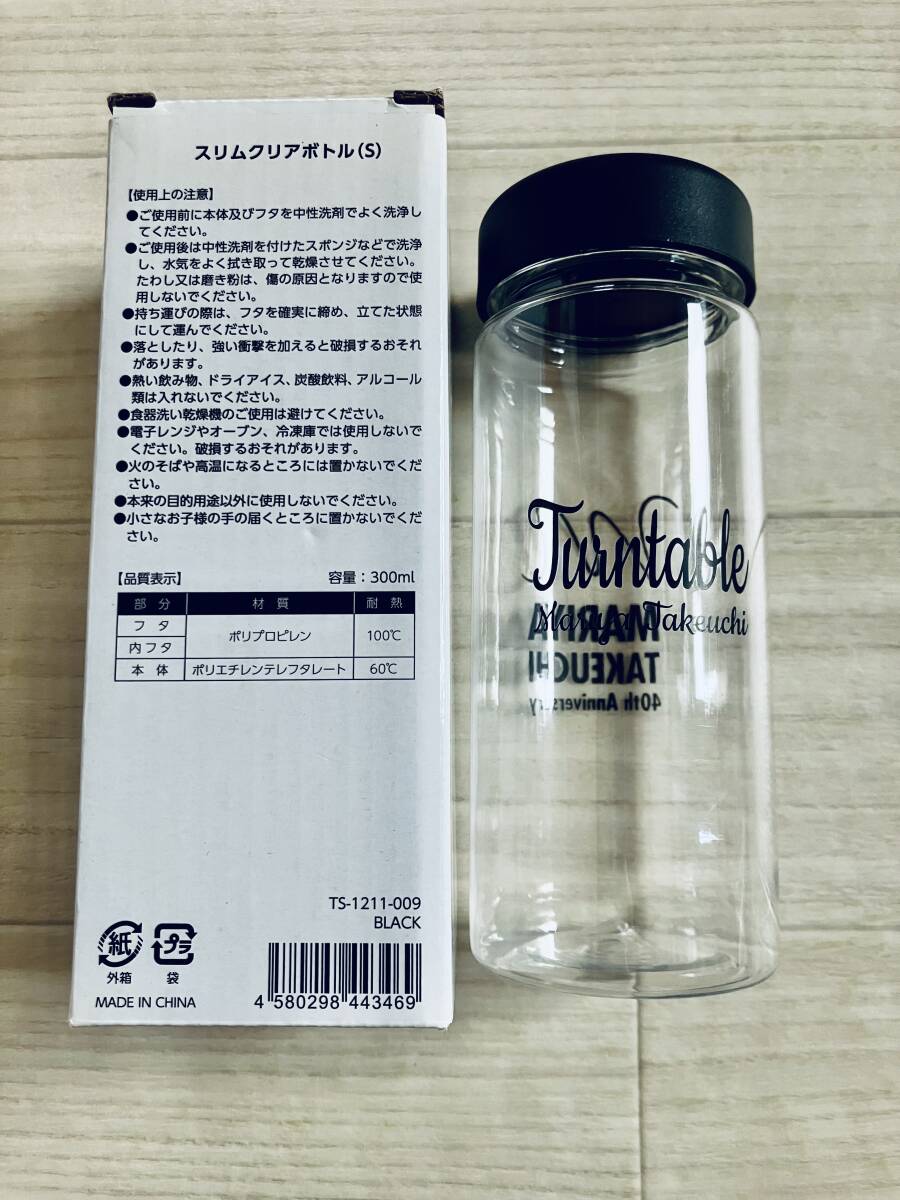 スリムクリアボトル(S)
【使用上の注意】
●ご使用前に本体及びフタを中性洗剤でよく洗浄し
てください。
●ご使用後は中性洗剤を付けたスポンジなどで洗浄
し、水気をよく拭き取って乾燥させてください。
たわし又は磨き粉は、傷の原因となりますので使
用しないでください。
●持ち運びの際は、フタを確実に締め、立てた状態
にして運んでください。
●落としたり、強い衝撃を加えると破損するおそれ
があります。
●熱い飲み物、ドライアイス、炭酸飲料、アルコール
類は入れないでください。
●食器洗い乾燥機のご使用は避けてください。
●電子レンジやオーブン、冷凍庫では使用しないで
ください。破損するおそれがあります。
●火のそばや高温になるところには置かないでくだ
さい。
●本来の目的用途以外に使用しないでください。
●小さなお子様の手の届くところに置かないでくだ
さい。
【品質表示】 容量：300ml
部分 材質 耐熱
フタ ポリプロピレン 100℃
内フタ
本体 ポリエチレンテレフタレート 60℃
TS-1211-009
BLACK
紙 プラ
外箱 袋
MADE IN CHINA
4 580298 443469
Turntable
Mariya Takeuchi
MARIYA
TAKEUCHI
40th Anniversary